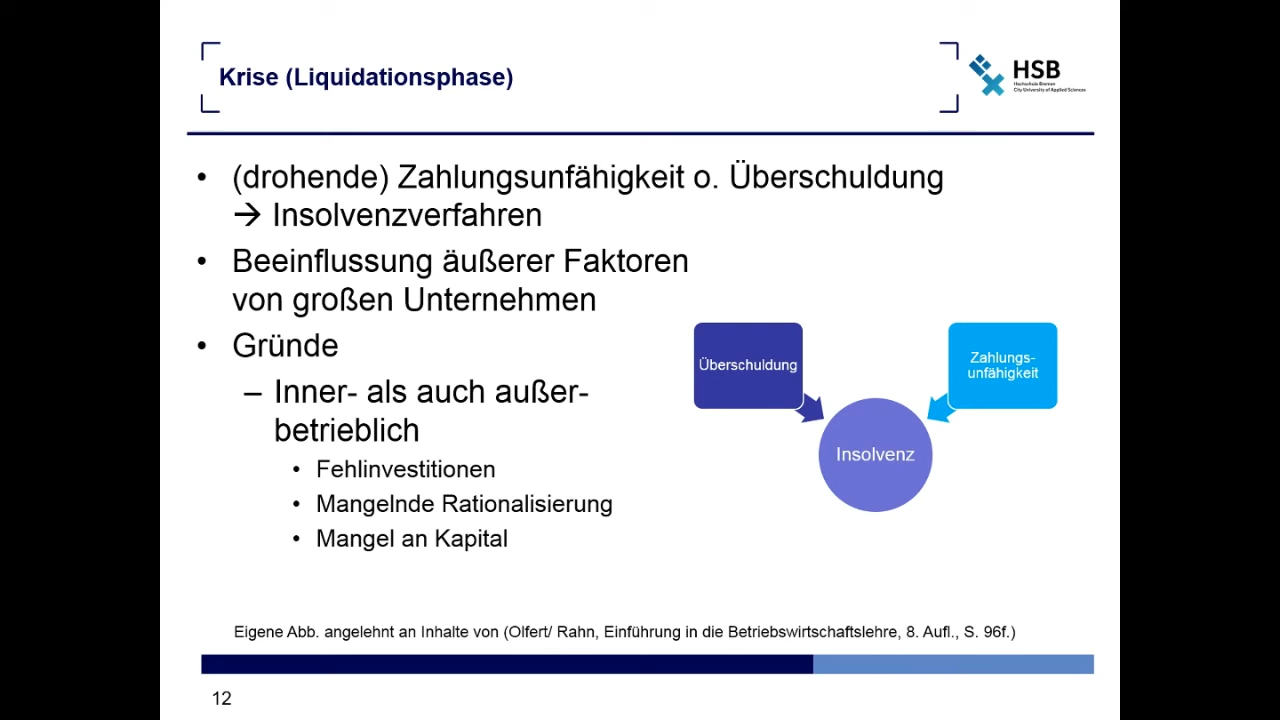 Krise (Liquidationsphase)
HSB
Hochschule Bremen
City University of Applied Sciences
• (drohende) Zahlungsunfähigkeit o. Überschuldung
→ Insolvenzverfahren
• Beeinflussung äußerer Faktoren
von großen Unternehmen
• Gründe
– Inner- als auch außer-
betrieblich
• Fehlinvestitionen
• Mangelnde Rationalisierung
• Mangel an Kapital
Überschuldung
Zahlungs-
unfähigkeit
Insolvenz
Eigene Abb. angelehnt an Inhalte von (Olfert/ Rahn, Einführung in die Betriebswirtschaftslehre, 8. Aufl., S. 96f.)
12